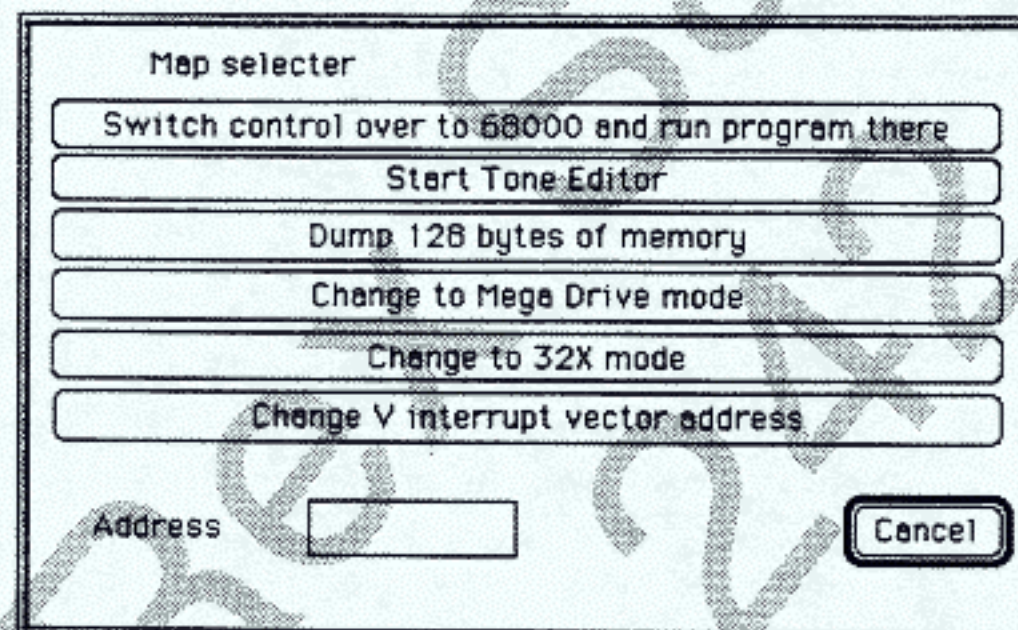 Map selecter
Switch control over to 68000 and run program there
Start Tone Editor
Dump 128 bytes of memory
Change to Mega Drive mode
Change to 32X mode
Change V interrupt vector address
Address
Cancel